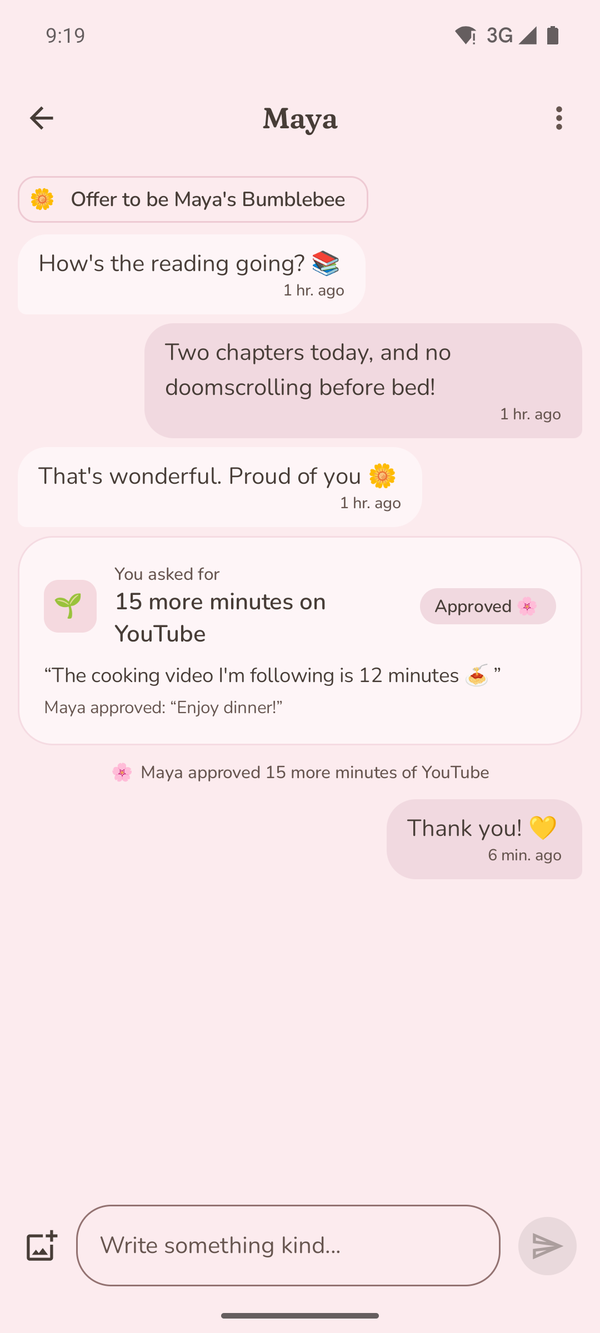 9:19
3G
Maya
🌼 Offer to be Maya's Bumblebee
How's the reading going? 📚
1 hr. ago
Two chapters today, and no
doomscrolling before bed!
1 hr. ago
That's wonderful. Proud of you 🌼
1 hr. ago
You asked for
15 more minutes on
YouTube
Approved 🌸
“The cooking video I'm following is 12 minutes 🍝 ”
Maya approved: “Enjoy dinner!”
🌸 Maya approved 15 more minutes of YouTube
Thank you! 💛
6 min. ago
Write something kind...